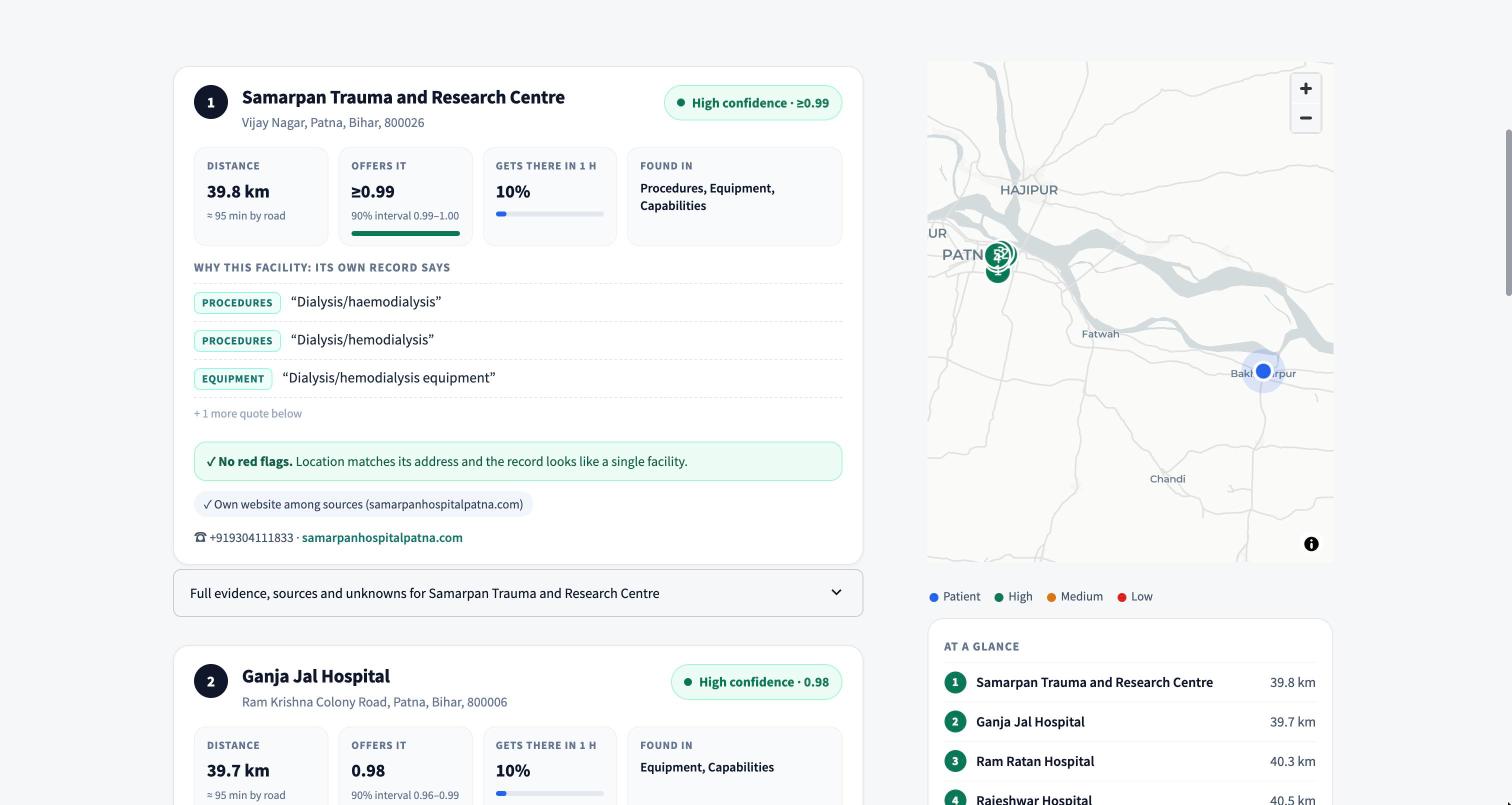 1
Samarpan Trauma and Research Centre
High confidence · ≥0.99
Vijay Nagar, Patna, Bihar, 800026
DISTANCE
39.8 km
≈ 95 min by road
OFFERS IT
≥0.99
90% interval 0.99–1.00
GETS THERE IN 1 H
10%
FOUND IN
Procedures, Equipment,
Capabilities
WHY THIS FACILITY: ITS OWN RECORD SAYS
PROCEDURES “Dialysis/haemodialysis”
PROCEDURES “Dialysis/hemodialysis”
EQUIPMENT “Dialysis/hemodialysis equipment”
+ 1 more quote below
✓ No red flags. Location matches its address and the record looks like a single facility.
✓ Own website among sources (samarpanhospitalpatna.com)
☎ +919304111833 · samarpanhospitalpatna.com
Full evidence, sources and unknowns for Samarpan Trauma and Research Centre
2
Ganja Jal Hospital
High confidence · 0.98
Ram Krishna Colony Road, Patna, Bihar, 800006
DISTANCE
39.7 km
≈ 95 min by road
OFFERS IT
0.98
90% interval 0.96–0.99
GETS THERE IN 1 H
10%
FOUND IN
Equipment, Capabilities
+
−
HAJIPUR
UR
PATN
Fatwah
Chandi
Patient
High
Medium
Low
AT A GLANCE
1 Samarpan Trauma and Research Centre 39.8 km
2 Ganja Jal Hospital 39.7 km
3 Ram Ratan Hospital 40.3 km
4 Rajeshwar Hospital 40.5 km